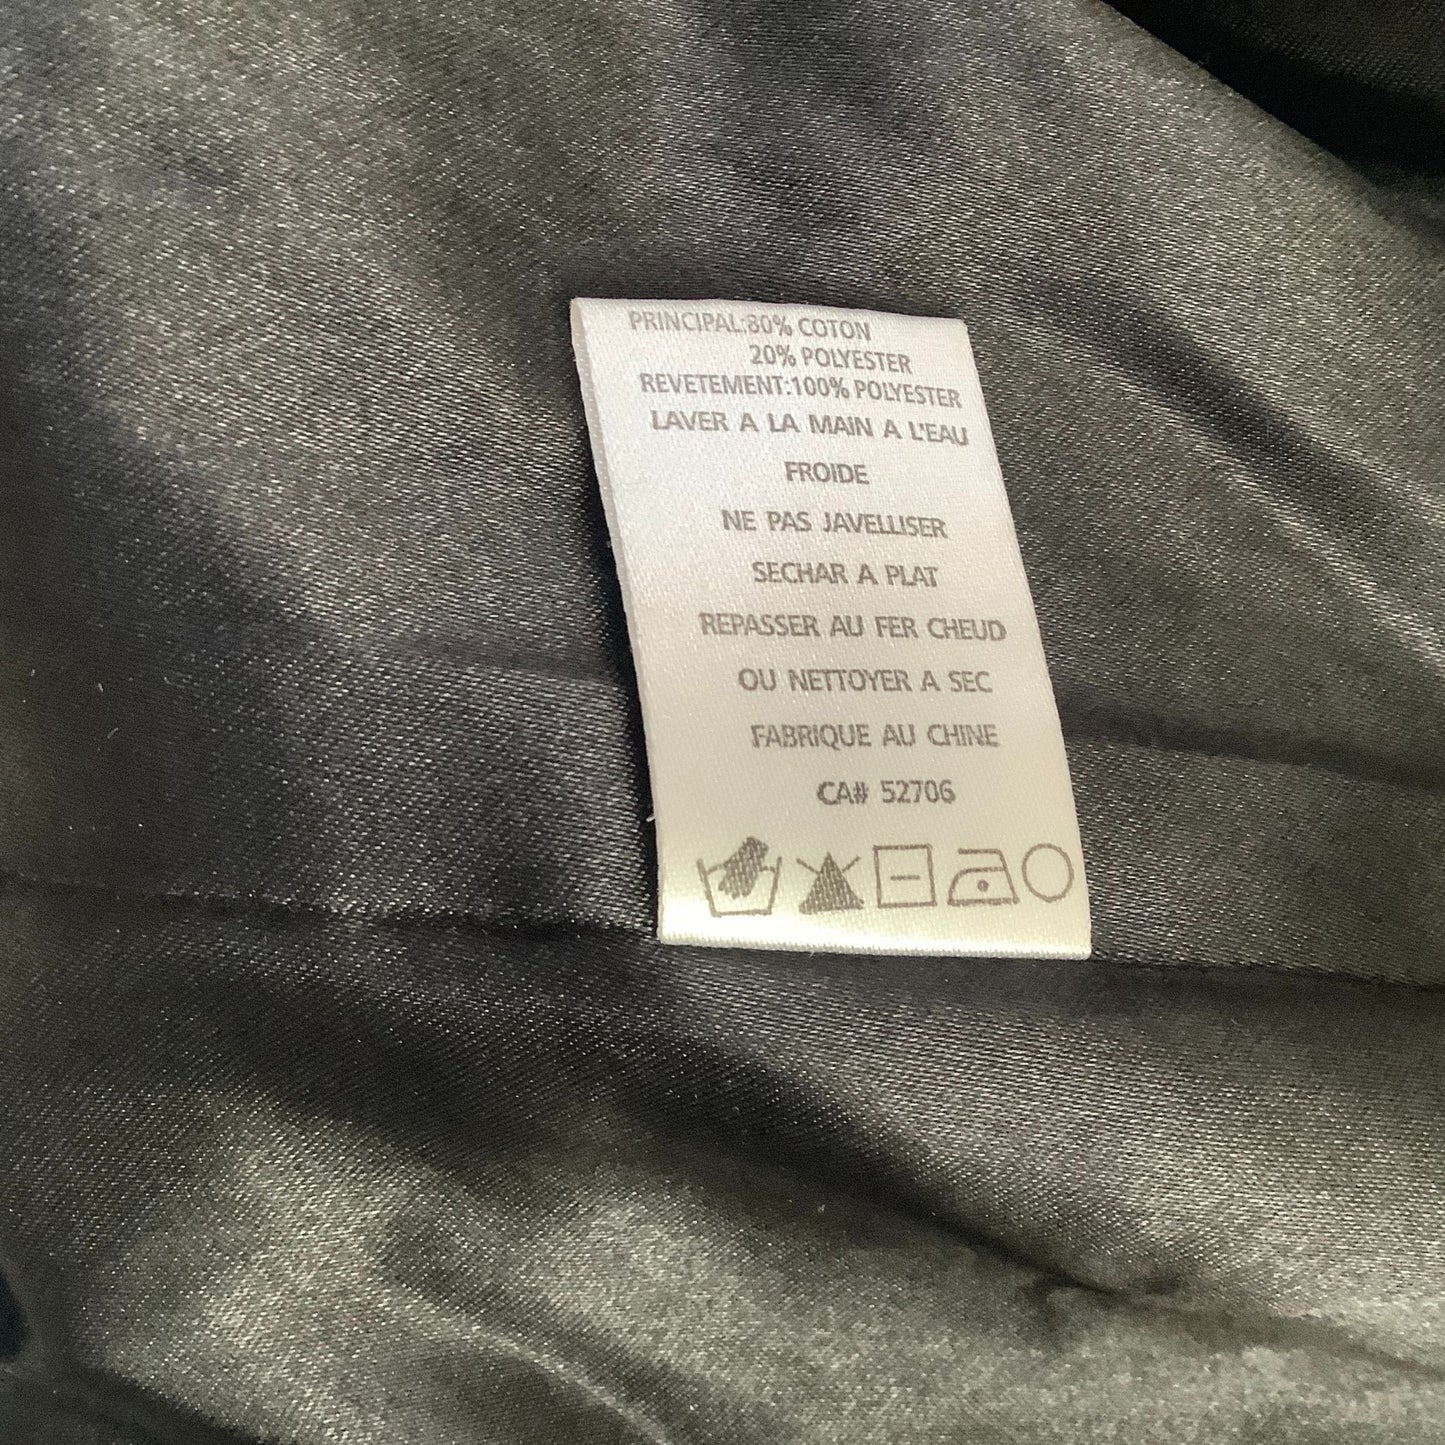 PRINCIPAL:80% COTON
20% POLYESTER
REVETEMENT:100% POLYESTER
LAVER A LA MAIN A L'EAU
FROIDE
NE PAS JAVELLISER
SECHAR A PLAT
REPASSER AU FER CHEUD
OU NETTOYER A SEC
FABRIQUE AU CHINE
CA# 52706